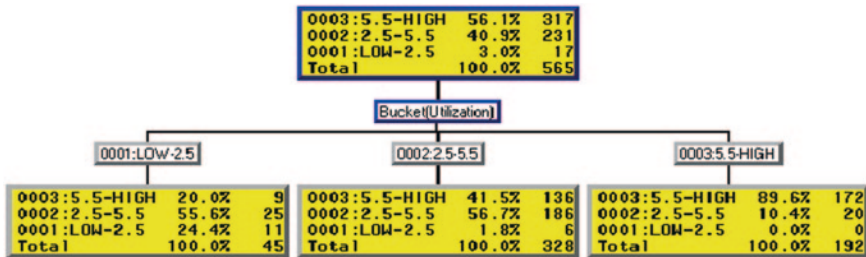 0003:5.5-HIGH 56.1% 317
0002:2.5-5.5 40.9% 231
0001:LOW-2.5 3.0% 17
Total 100.0% 565
Bucket(Utilization)
0001:LOW-2.5
0002:2.5-5.5
0003:5.5-HIGH
0003:5.5-HIGH 20.0% 9
0002:2.5-5.5 55.6% 25
0001:LOW-2.5 24.4% 11
Total 100.0% 45
0003:5.5-HIGH 41.5% 136
0002:2.5-5.5 56.7% 186
0001:LOW-2.5 1.8% 6
Total 100.0% 328
0003:5.5-HIGH 89.6% 172
0002:2.5-5.5 10.4% 20
0001:LOW-2.5 0.0% 0
Total 100.0% 192